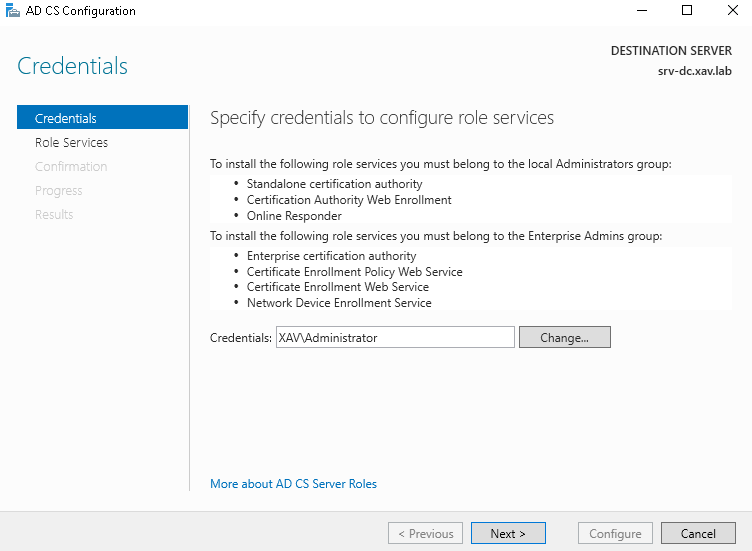 AD CS Configuration
DESTINATION SERVER
srv-dc.xav.lab
Credentials
Credentials
Role Services
Confirmation
Progress
Results
Specify credentials to configure role services
To install the following role services you must belong to the local Administrators group:
• Standalone certification authority
• Certification Authority Web Enrollment
• Online Responder
To install the following role services you must belong to the Enterprise Admins group:
• Enterprise certification authority
• Certificate Enrollment Policy Web Service
• Certificate Enrollment Web Service
• Network Device Enrollment Service
Credentials: XAV\Administrator Change...
More about AD CS Server Roles
< Previous Next > Configure Cancel